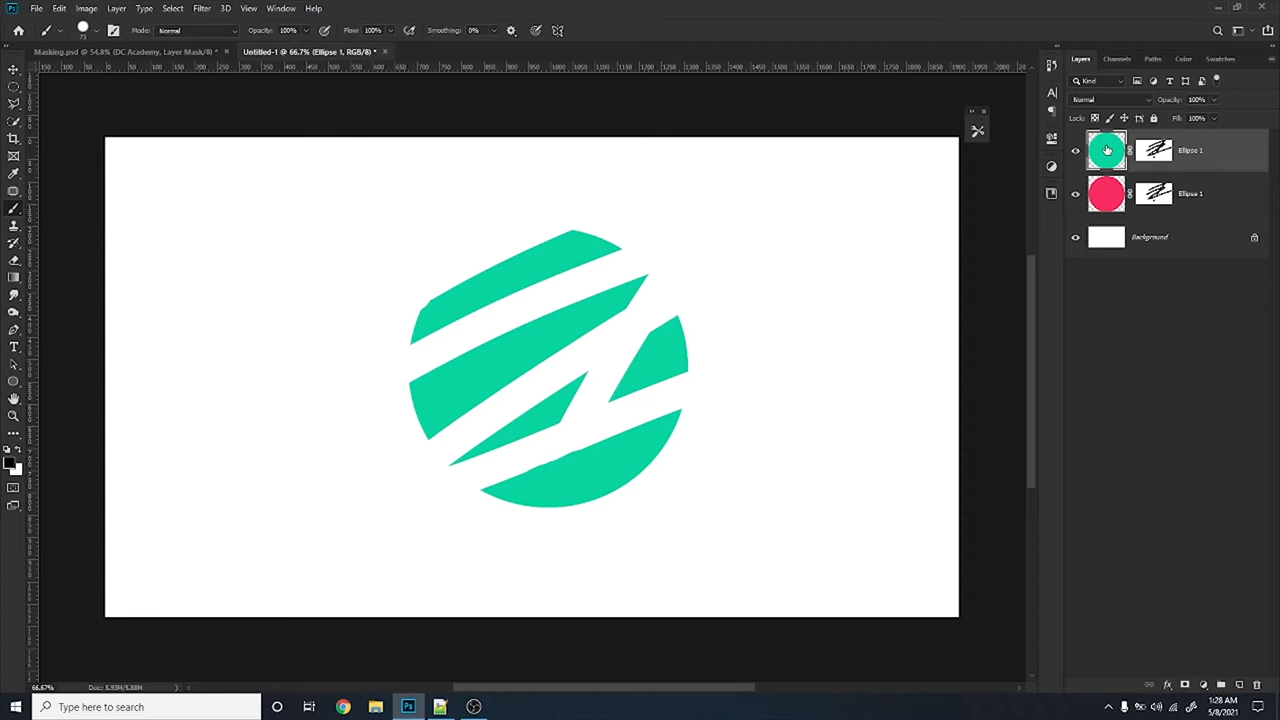 Ps File Edit Image Layer Type Select Filter 3D View Window Help
Mode: Normal Opacity: 100% Flow: 100% Smoothing: 0%
Masking.psd @ 54.8% (DC Academy, Layer Mask/8) * × Untitled-1 @ 66.7% (Ellipse 1, RGB/8) * ×
Layers Channels Paths Color Swatches
Kind
Normal Opacity: 100%
Lock: Fill: 100%
Ellipse 1
Ellipse 1
Background
66.67% Doc: 5.93M/5.88M
Type here to search
Ps
1:28 AM
5/8/2021